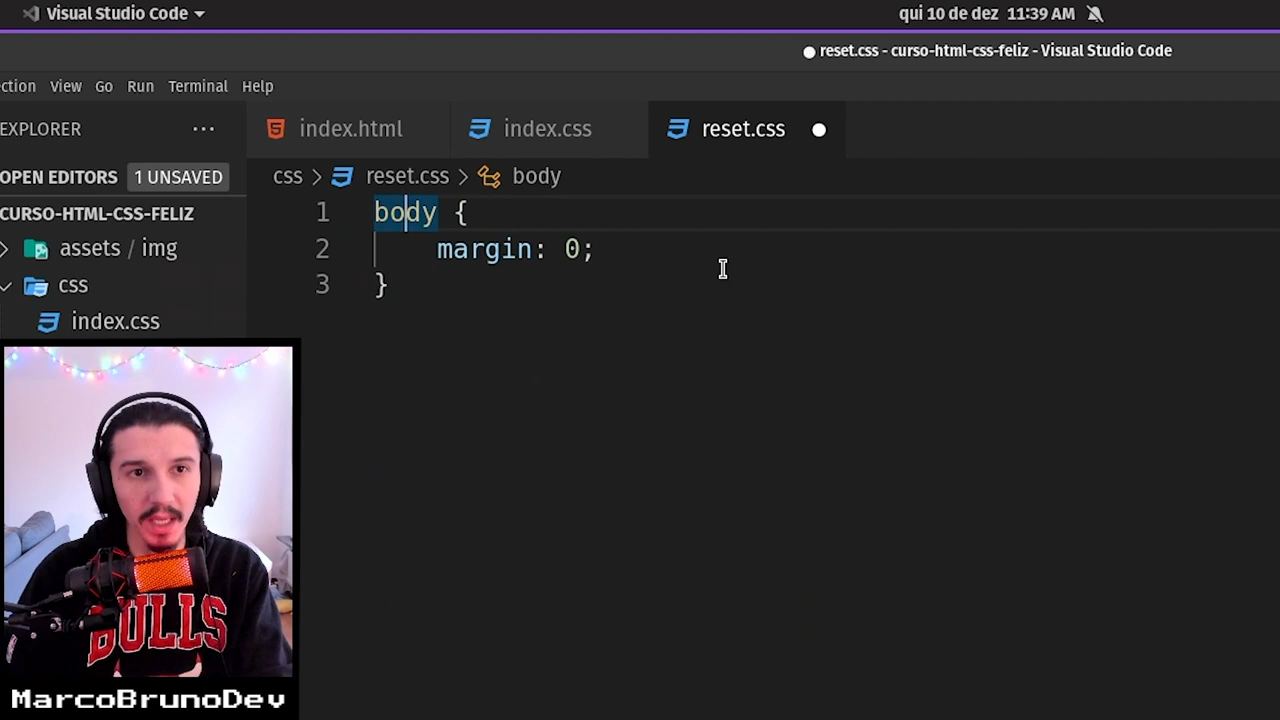 Visual Studio Code
qui 10 de dez 11:39 AM
reset.css - curso-html-css-feliz - Visual Studio Code
ction View Go Run Terminal Help
EXPLORER
index.html
index.css
reset.css
OPEN EDITORS 1 UNSAVED
css > reset.css > body
CURSO-HTML-CSS-FELIZ
assets / img
css
index.css
1 body {
2 margin: 0;
3 }
BULLS
MarcoBrunoDev